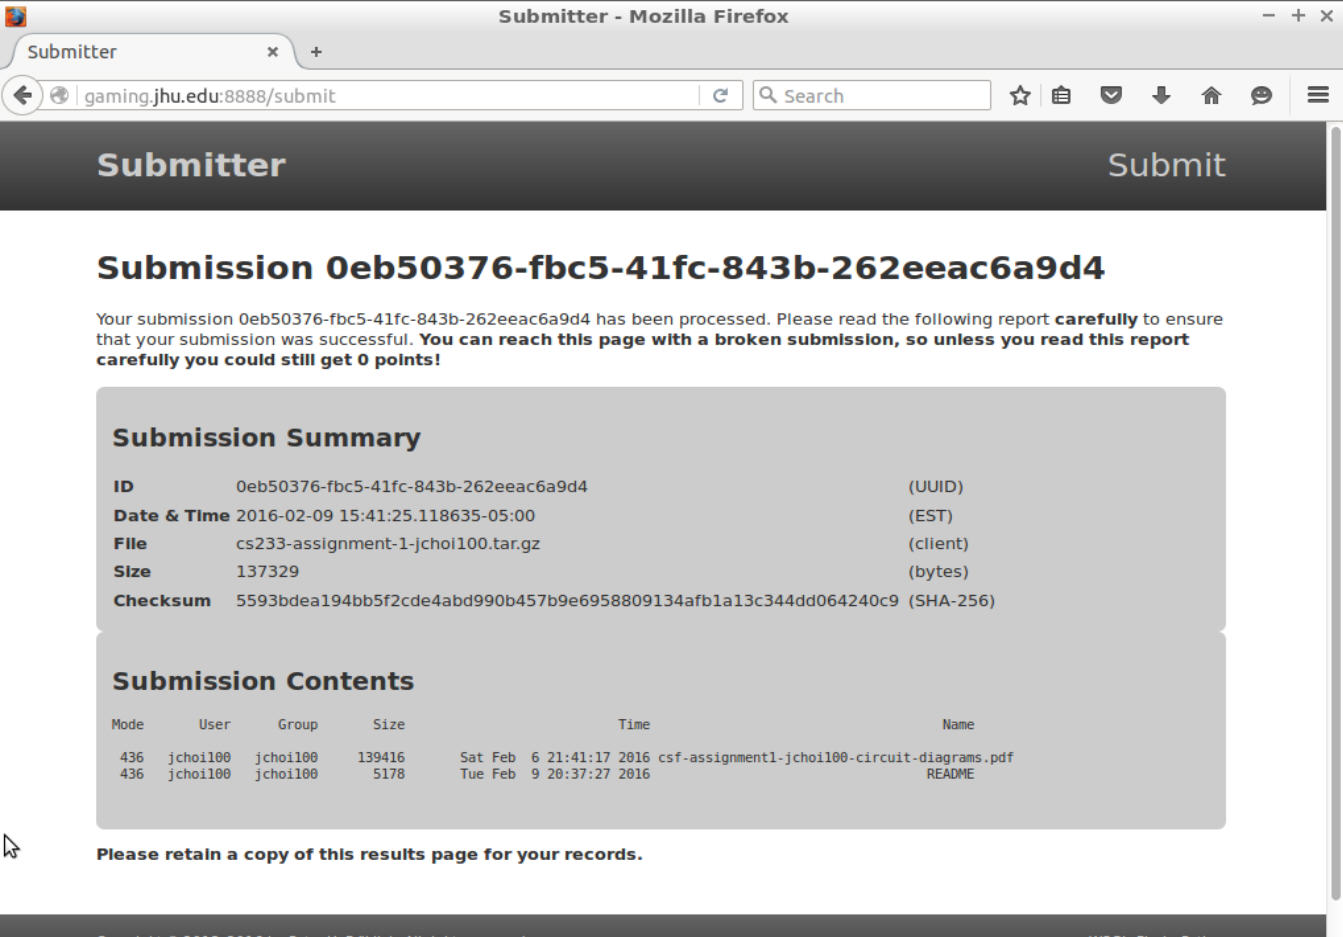 Submitter - Mozilla Firefox
Submitter
gaming.jhu.edu:8888/submit
Search
Submitter Submit
Submission 0eb50376-fbc5-41fc-843b-262eeac6a9d4
Your submission 0eb50376-fbc5-41fc-843b-262eeac6a9d4 has been processed. Please read the following report carefully to ensure
that your submission was successful. You can reach this page with a broken submission, so unless you read this report
carefully you could still get 0 points!
Submission Summary
ID 0eb50376-fbc5-41fc-843b-262eeac6a9d4 (UUID)
Date & Time 2016-02-09 15:41:25.118635-05:00 (EST)
File cs233-assignment-1-jchoi100.tar.gz (client)
Size 137329 (bytes)
Checksum 5593bdea194bb5f2cde4abd990b457b9e6958809134afb1a13c344dd064240c9 (SHA-256)
Submission Contents
Mode User Group Size Time Name
436 jchoi100 jchoi100 139416 Sat Feb 6 21:41:17 2016 csf-assignment1-jchoi100-circuit-diagrams.pdf
436 jchoi100 jchoi100 5178 Tue Feb 9 20:37:27 2016 README
Please retain a copy of this results page for your records.